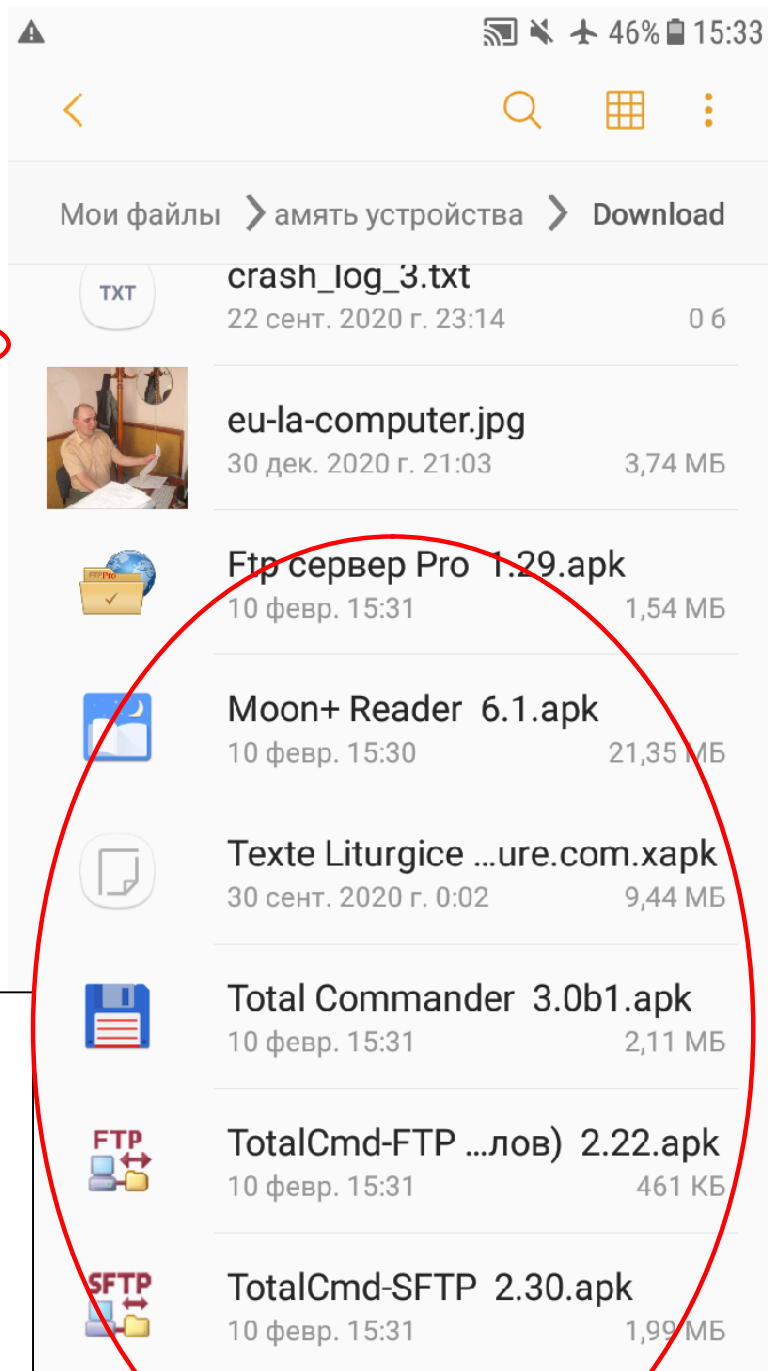 46% 15:33
Мои файлы амять устройства Download
TXT
crash_log_3.txt
22 сент. 2020 г. 23:14 0 б
eu-la-computer.jpg
30 дек. 2020 г. 21:03 3,74 МБ
FTPPro
Ftp сервер Pro 1.29.apk
10 февр. 15:31 1,54 МБ
Moon+ Reader 6.1.apk
10 февр. 15:30 21,35 МБ
Texte Liturgice ...ure.com.xapk
30 сент. 2020 г. 0:02 9,44 МБ
Total Commander 3.0b1.apk
10 февр. 15:31 2,11 МБ
FTP
TotalCmd-FTP ...лов) 2.22.apk
10 февр. 15:31 461 КБ
SFTP
TotalCmd-SFTP 2.30.apk
10 февр. 15:31 1,99 МБ